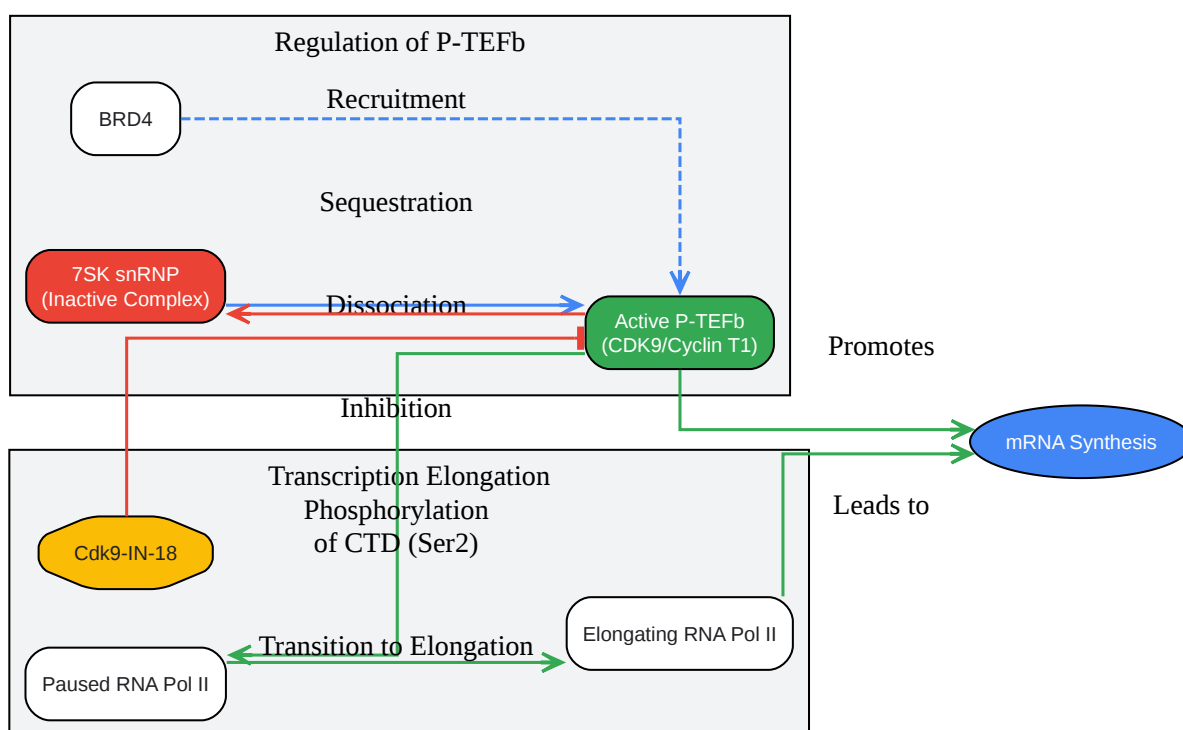 Regulation of P-TEFb
Recruitment
BRD4
Sequestration
7SK snRNP
(Inactive Complex)
Dissociation
Active P-TEFb
(CDK9/Cyclin T1)
Promotes
Inhibition
mRNA Synthesis
Transcription Elongation
Phosphorylation
of CTD (Ser2)
Leads to
Cdk9-IN-18
Transition to Elongation
Elongating RNA Pol II
Paused RNA Pol II